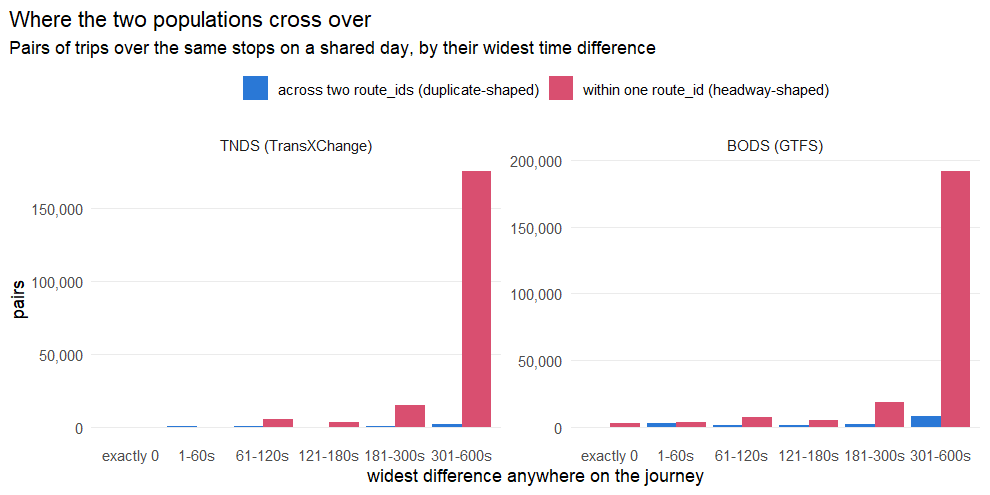 Where the two populations cross over
Pairs of trips over the same stops on a shared day, by their widest time difference
across two route_ids (duplicate-shaped)
within one route_id (headway-shaped)
TNDS (TransXChange)
BODS (GTFS)
pairs
150,000
100,000
50,000
0
200,000
150,000
100,000
50,000
0
exactly 0 1-60s 61-120s 121-180s 181-300s 301-600s
exactly 0 1-60s 61-120s 121-180s 181-300s 301-600s
widest difference anywhere on the journey